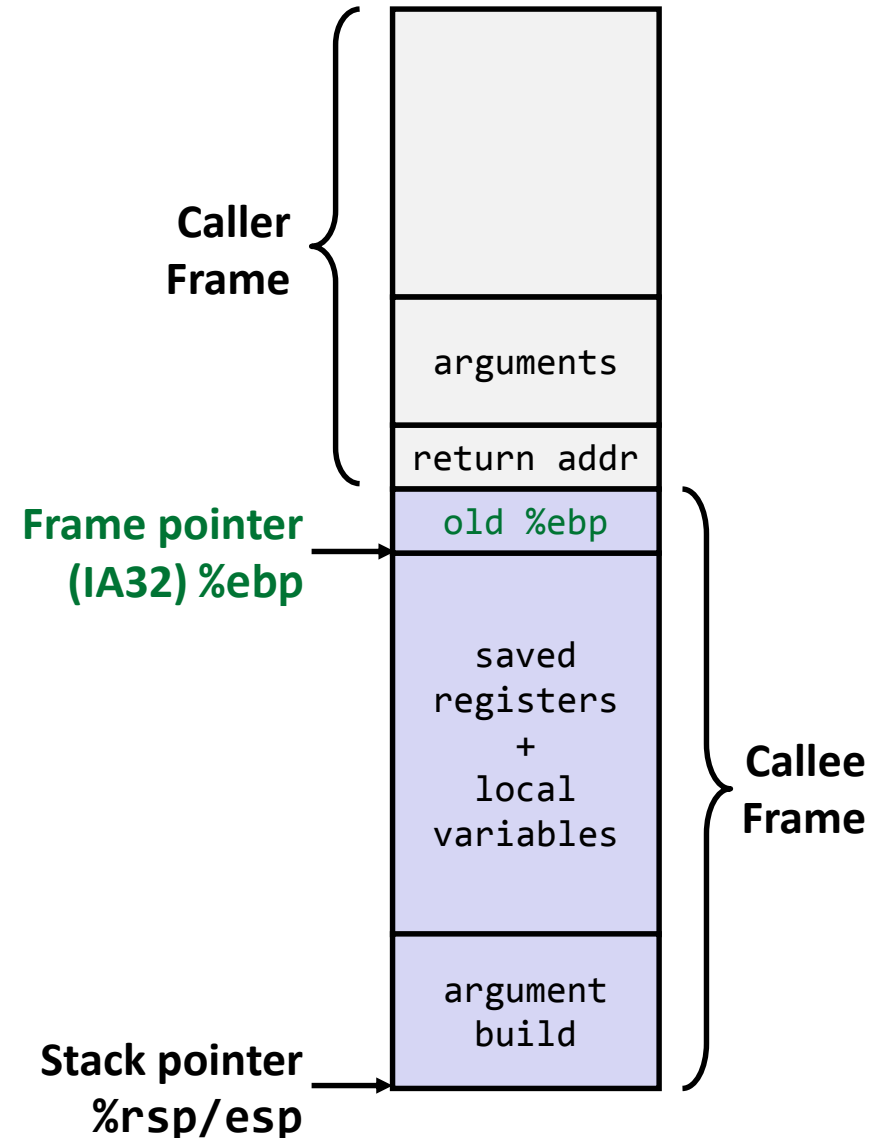 Caller
Frame
arguments
return addr
Frame pointer
(IA32) %ebp
old %ebp
saved
registers
+
local
variables
Callee
Frame
argument
build
Stack pointer
%rsp/esp